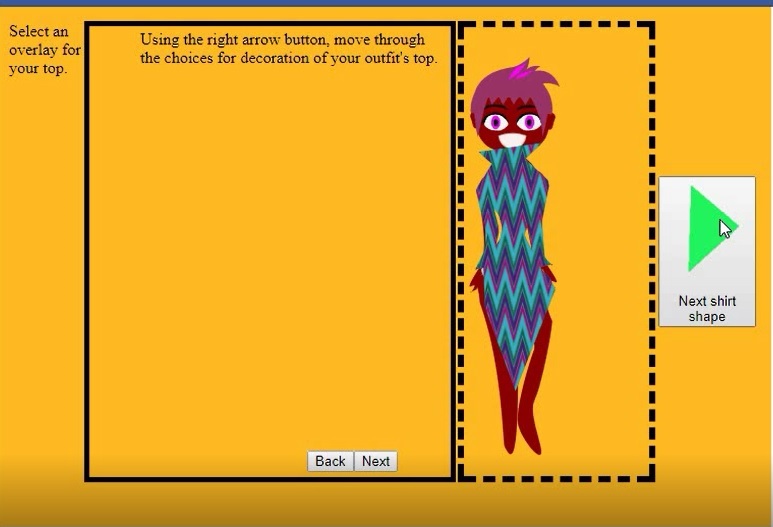 Select an
overlay for
your top.
Using the right arrow button, move through
the choices for decoration of your outfit's top.
Next shirt
shape
Back
Next